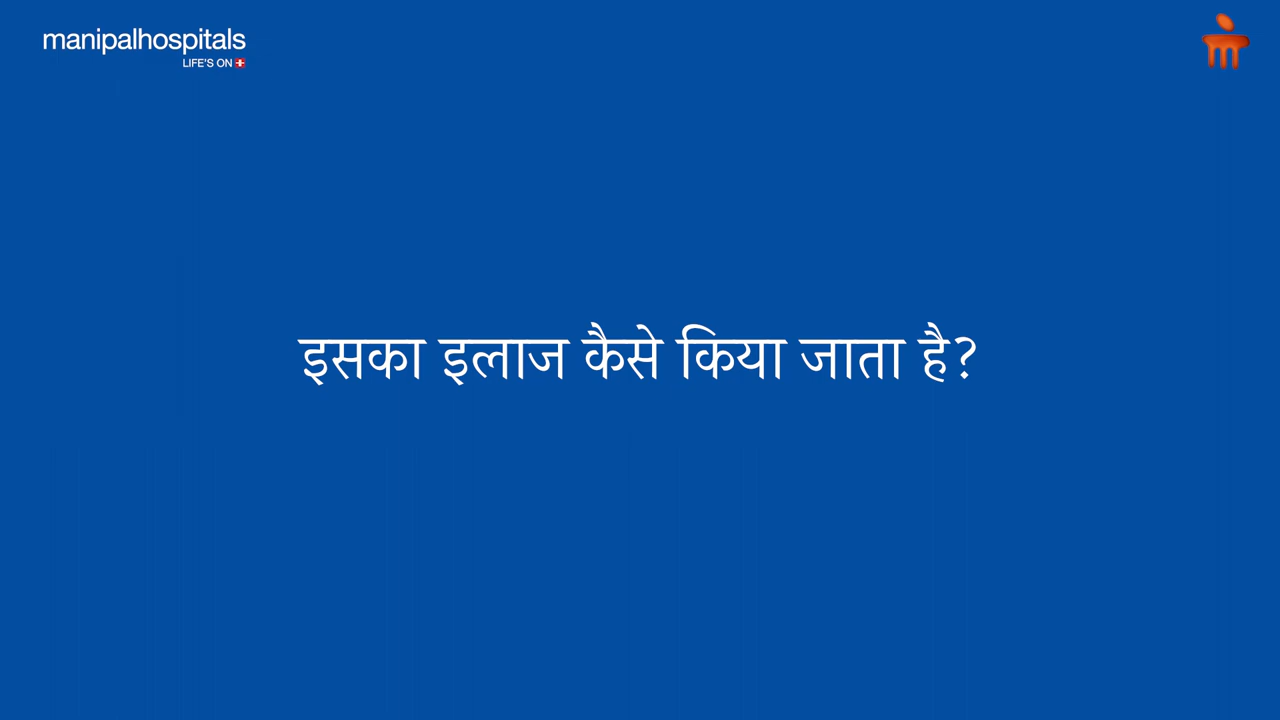 manipalhospitals
LIFE'S ON
इसका इलाज कैसे किया जाता है?